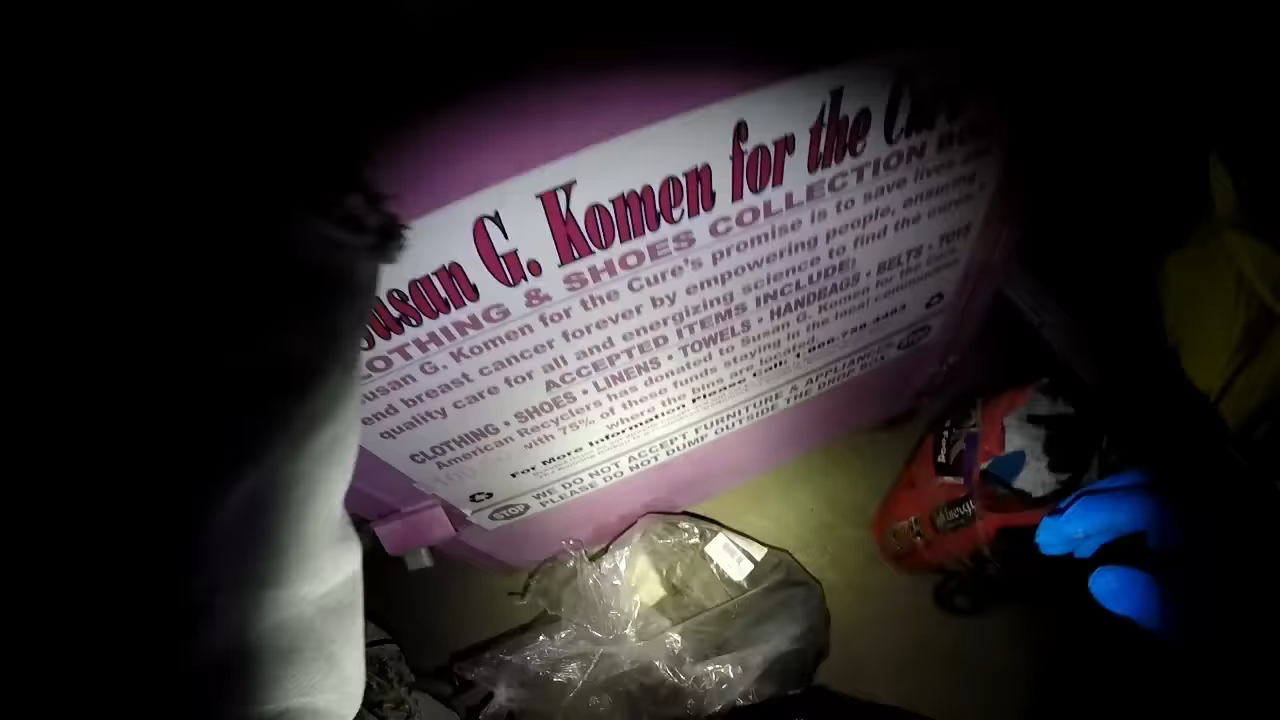 Susan G. Komen for the Cure
CLOTHING & SHOES COLLECTION
Susan G. Komen for the Cure's promise is to save lives and
end breast cancer forever by empowering people, ensuring
quality care for all and energizing science to find the cures.
ACCEPTED ITEMS INCLUDE:
CLOTHING • SHOES • LINENS • TOWELS • HANDBAGS • BELTS • TOYS
American Recyclers has donated to Susan G. Komen for the Cure
with 75% of these funds staying in the local communities
where the bins are located.
For More Information Please Call:
STOP WE DO NOT ACCEPT FURNITURE & APPLIANCES STOP
PLEASE DO NOT DUMP OUTSIDE THE DROP BOX